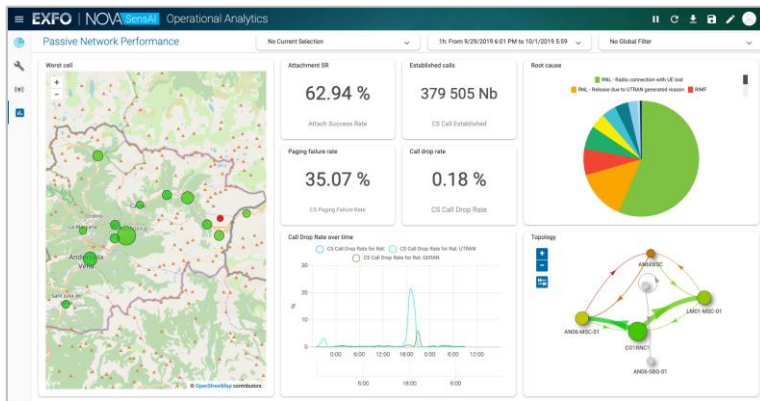 EXFO | NOVA SensAI Operational Analytics
Passive Network Performance
No Current Selection
1h: From 9/29/2019 6:01 PM to 10/1/2019 5:59
No Global Filter
Worst cell
+
−
Andorra la
Vella
© OpenStreetMap contributors.
Attachment SR
62.94 %
Attach Success Rate
Established calls
379 505 Nb
CS Call Established
Paging failure rate
35.07 %
CS Paging Failure Rate
Call drop rate
0.18 %
CS Call Drop Rate
Call Drop Rate over time
CS Call Drop Rate for Rat: CS Call Drop Rate for Rat: UTRAN
CS Call Drop Rate for Rat: GERAN
30
20
10
0
%
0:00 6:00 12:00 18:00 0:00 6:00 12:00
6:00 18:00 6:00
Root cause
RNL - Radio connection with UE lost
RNL - Release due to UTRAN generated reason
Topology
+
−
LM01-MSC-01
AN06-MSC-01
C01RNC1
AN06-SBG-01